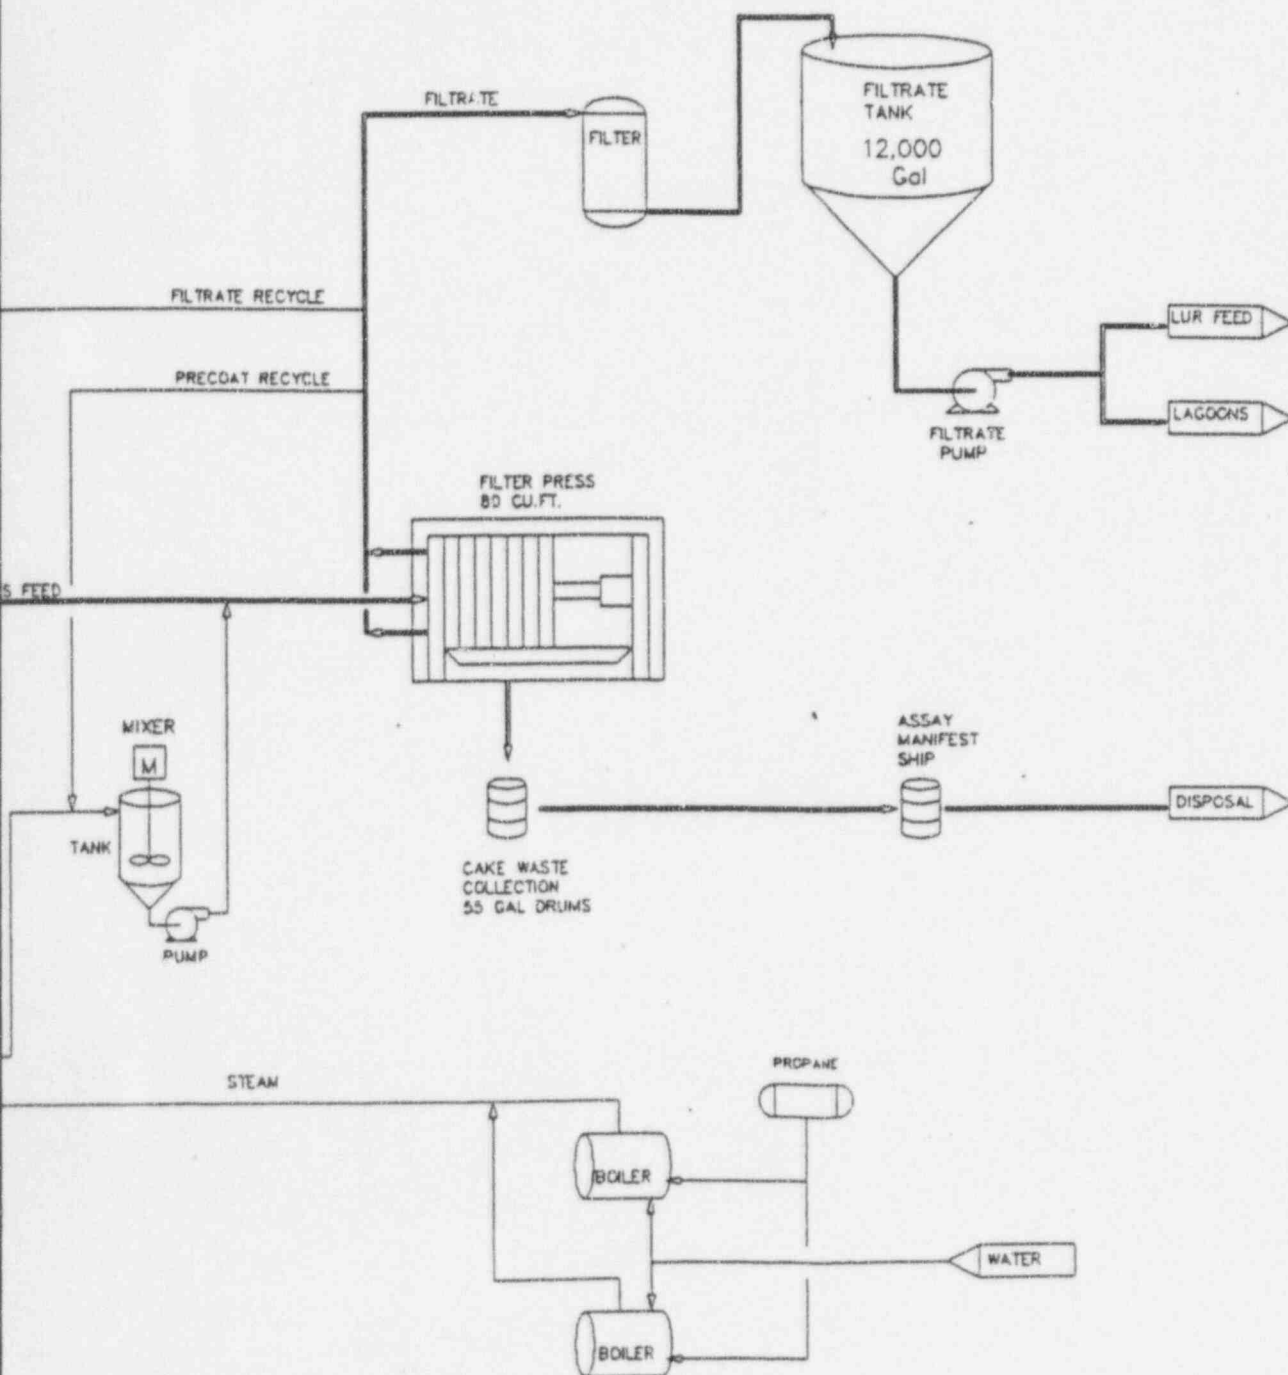 FILTRATE
FILTER
FILTRATE
TANK
12,000
Gal
FILTRATE RECYCLE
LUR FEED
PRECOAT RECYCLE
LAGOONS
FILTRATE
PUMP
FILTER PRESS
80 CU.FT.
S FEED
MIXER
M
ASSAY
MANIFEST
SHIP
DISPOSAL
TANK
CAKE WASTE
COLLECTION
55 GAL DRUMS
PUMP
PROPANE
STEAM
BOILER
WATER
BOILER